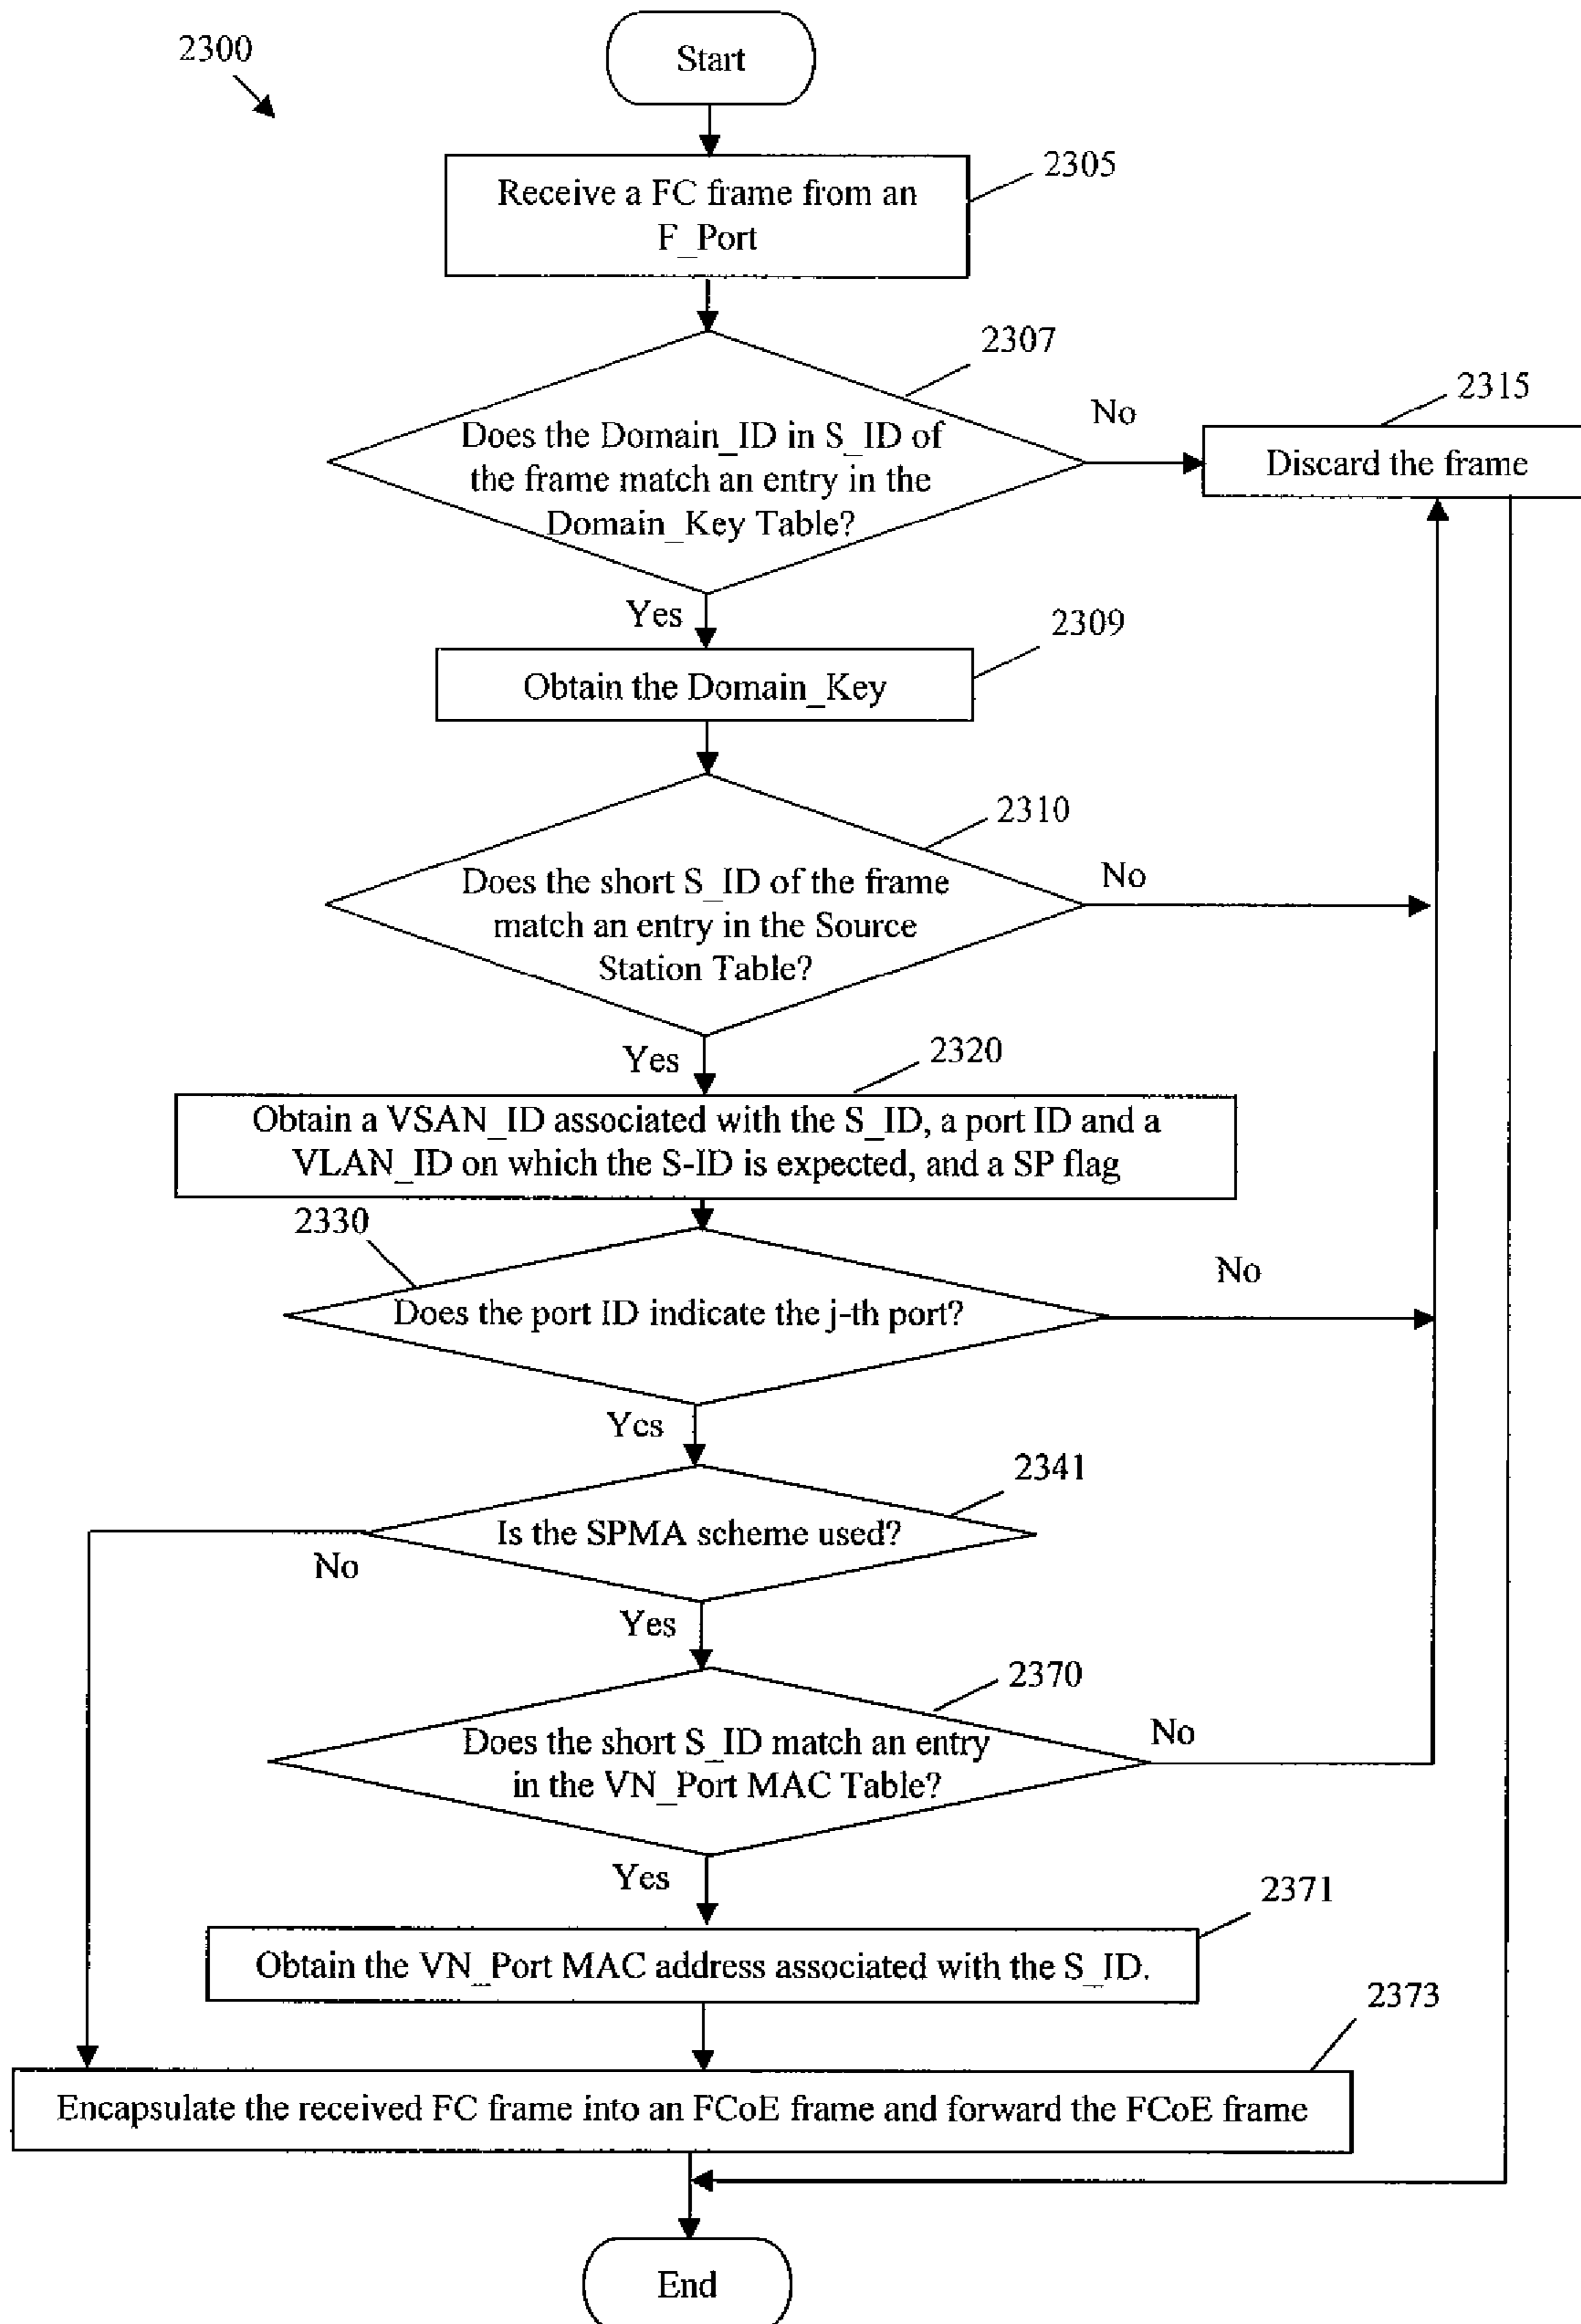 2300
Start
2305
Receive a FC frame from an
F_Port
2307
Does the Domain_ID in S_ID of
the frame match an entry in the
Domain_Key Table?
No
2315
Discard the frame
Yes
2309
Obtain the Domain_Key
2310
Does the short S_ID of the frame
match an entry in the Source
Station Table?
No
Yes
2320
Obtain a VSAN_ID associated with the S_ID, a port ID and a
VLAN_ID on which the S-ID is expected, and a SP flag
2330
Does the port ID indicate the j-th port?
No
Yes
2341
Is the SPMA scheme used?
No
Yes
2370
Does the short S_ID match an entry
in the VN_Port MAC Table?
No
Yes
2371
Obtain the VN_Port MAC address associated with the S_ID.
2373
Encapsulate the received FC frame into an FCoE frame and forward the FCoE frame
End